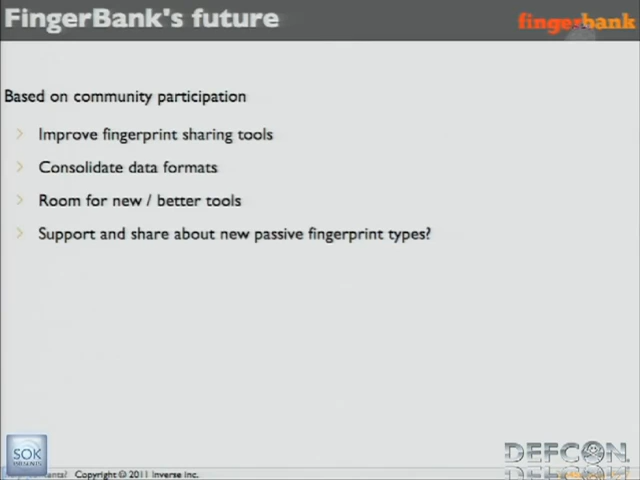 FingerBank's future
fingerbank
Based on community participation
Improve fingerprint sharing tools
Consolidate data formats
Room for new / better tools
Support and share about new passive fingerprint types?
SOK
Copyright © 2011 Inverse Inc.
DEFCON